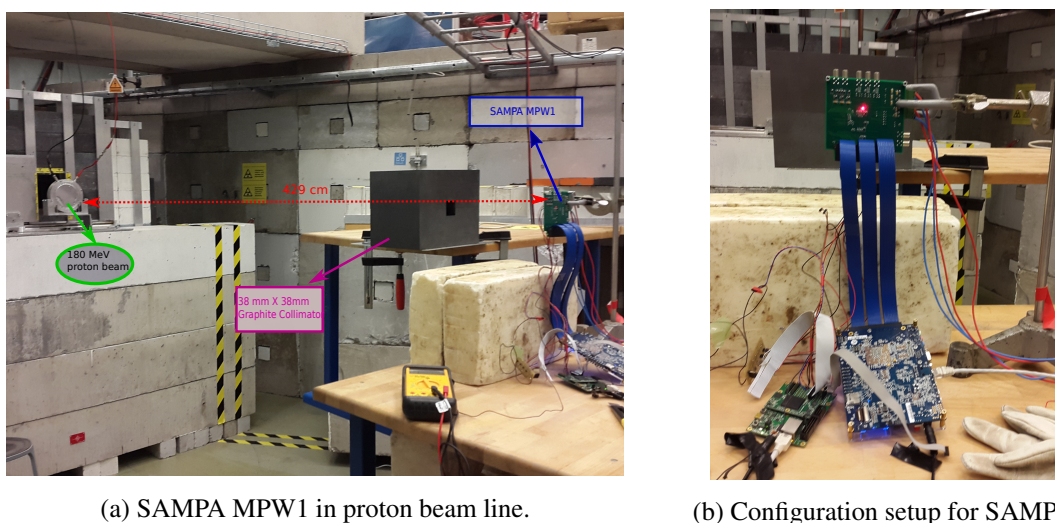 SAMPA MPW1
429 cm
180 MeV
proton beam
38 mm X 38mm
Graphite Collimato
(a) SAMPA MPW1 in proton beam line.
(b) Configuration setup for SAMP